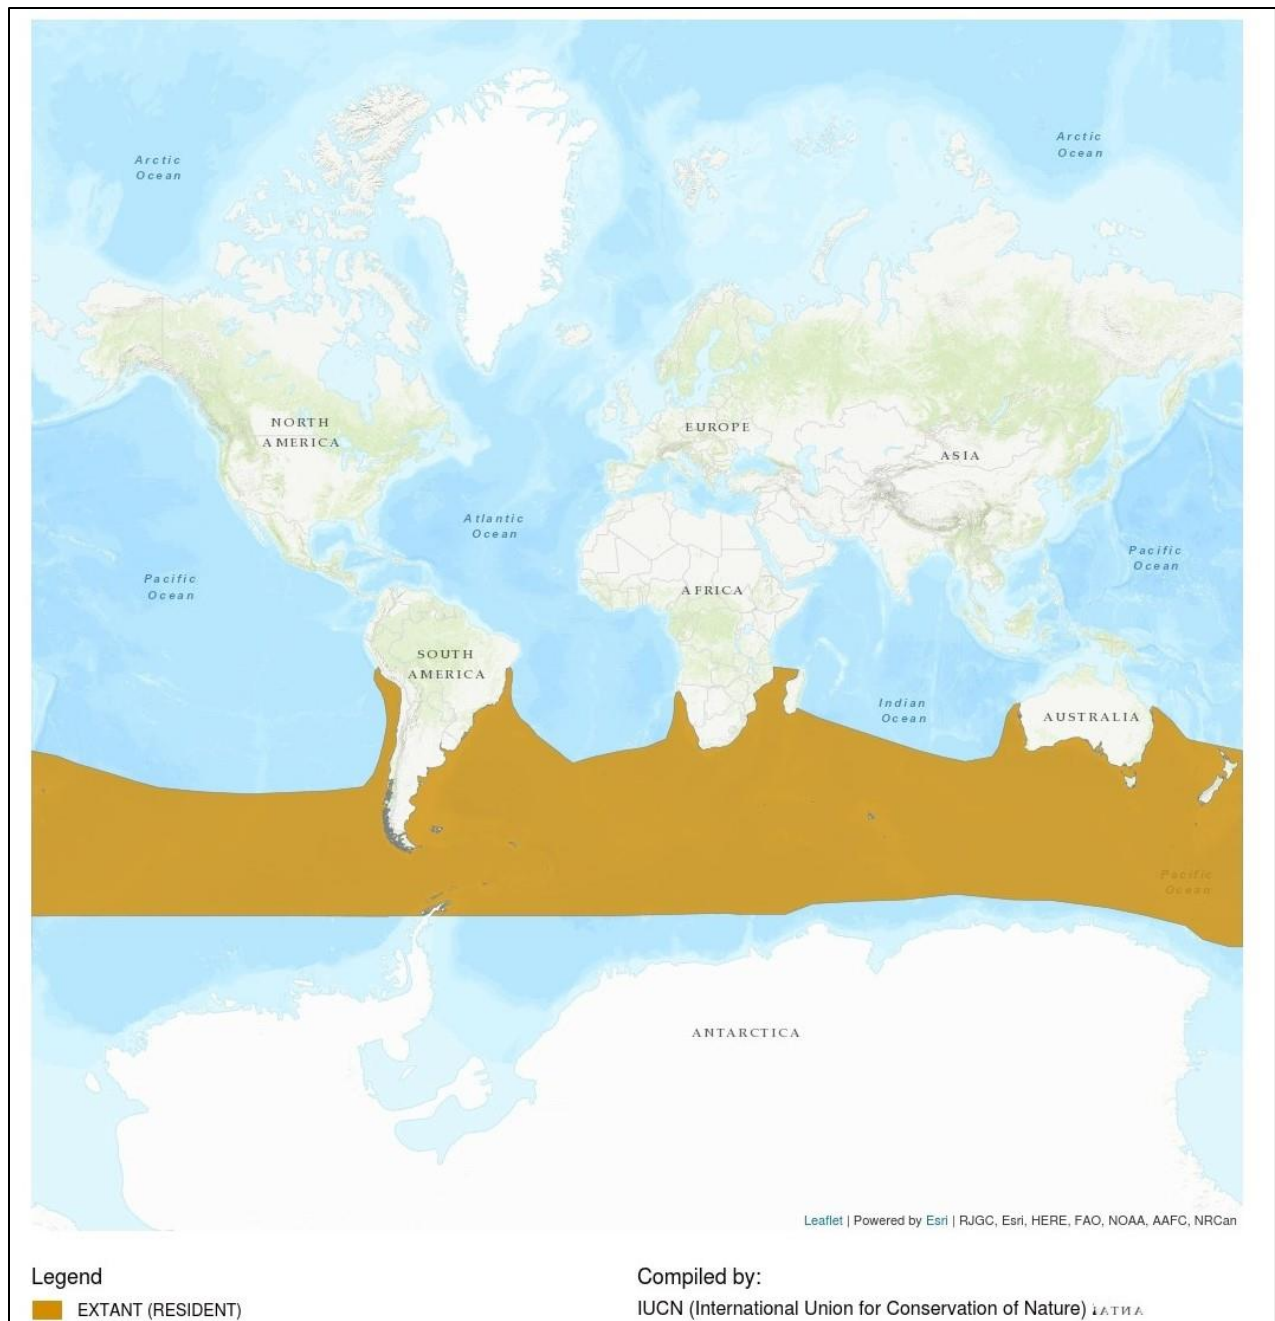 Arctic
Ocean
Arctic
Ocean
NORTH
AMERICA
EUROPE
ASIA
Atlantic
Ocean
Pacific
Ocean
Pacific
Ocean
AFRICA
SOUTH
AMERICA
Indian
Ocean
AUSTRALIA
Pacific
Ocean
ANTARCTICA
Leaflet | Powered by Esri | RJGC, Esri, HERE, FAO, NOAA, AAFC, NRCan
Legend
EXTANT (RESIDENT)
Compiled by:
IUCN (International Union for Conservation of Nature)